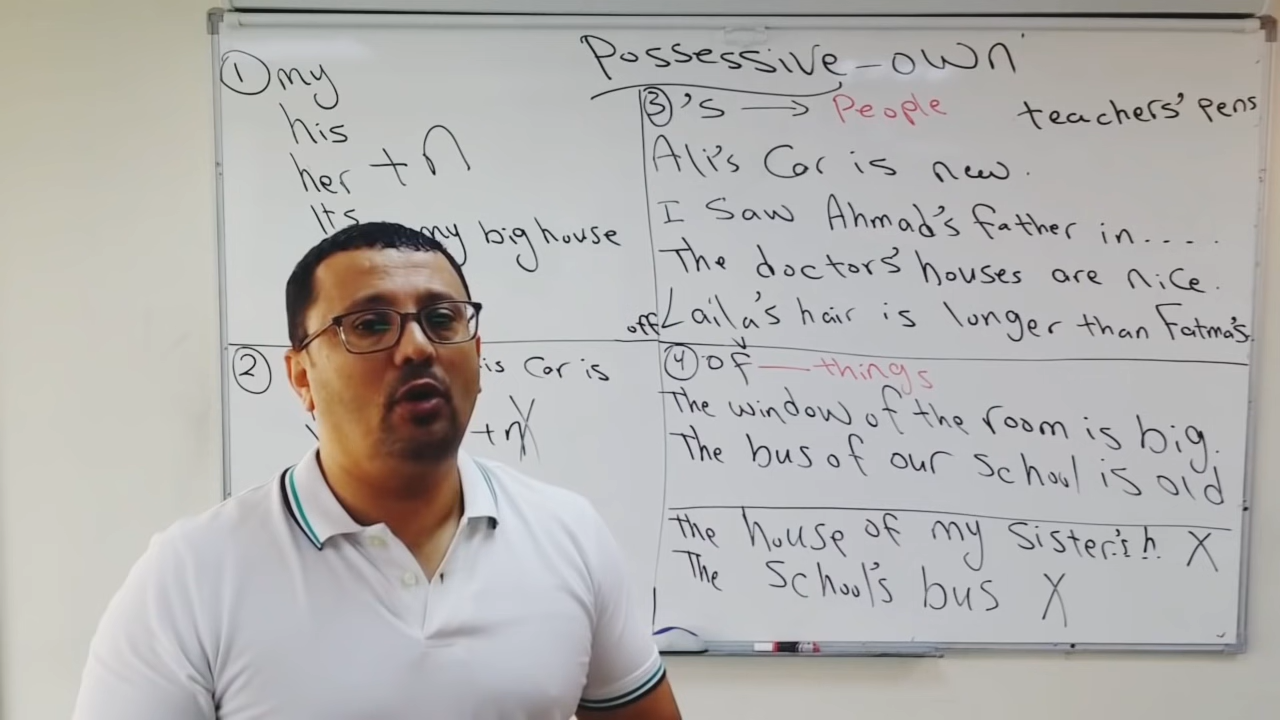 Possessive - own
① my
his
her + n
Its
my big house
② is Car is
+ n X
③ 's → People
teachers' pens
Ali's Car is new.
I Saw Ahmad's father in.....
The doctors' houses are nice.
Laila's hair is longer than Fatma's.
off
④ of — things
The window of the room is big.
The bus of our School is old
the house of my Sister's h. X
The School's bus X